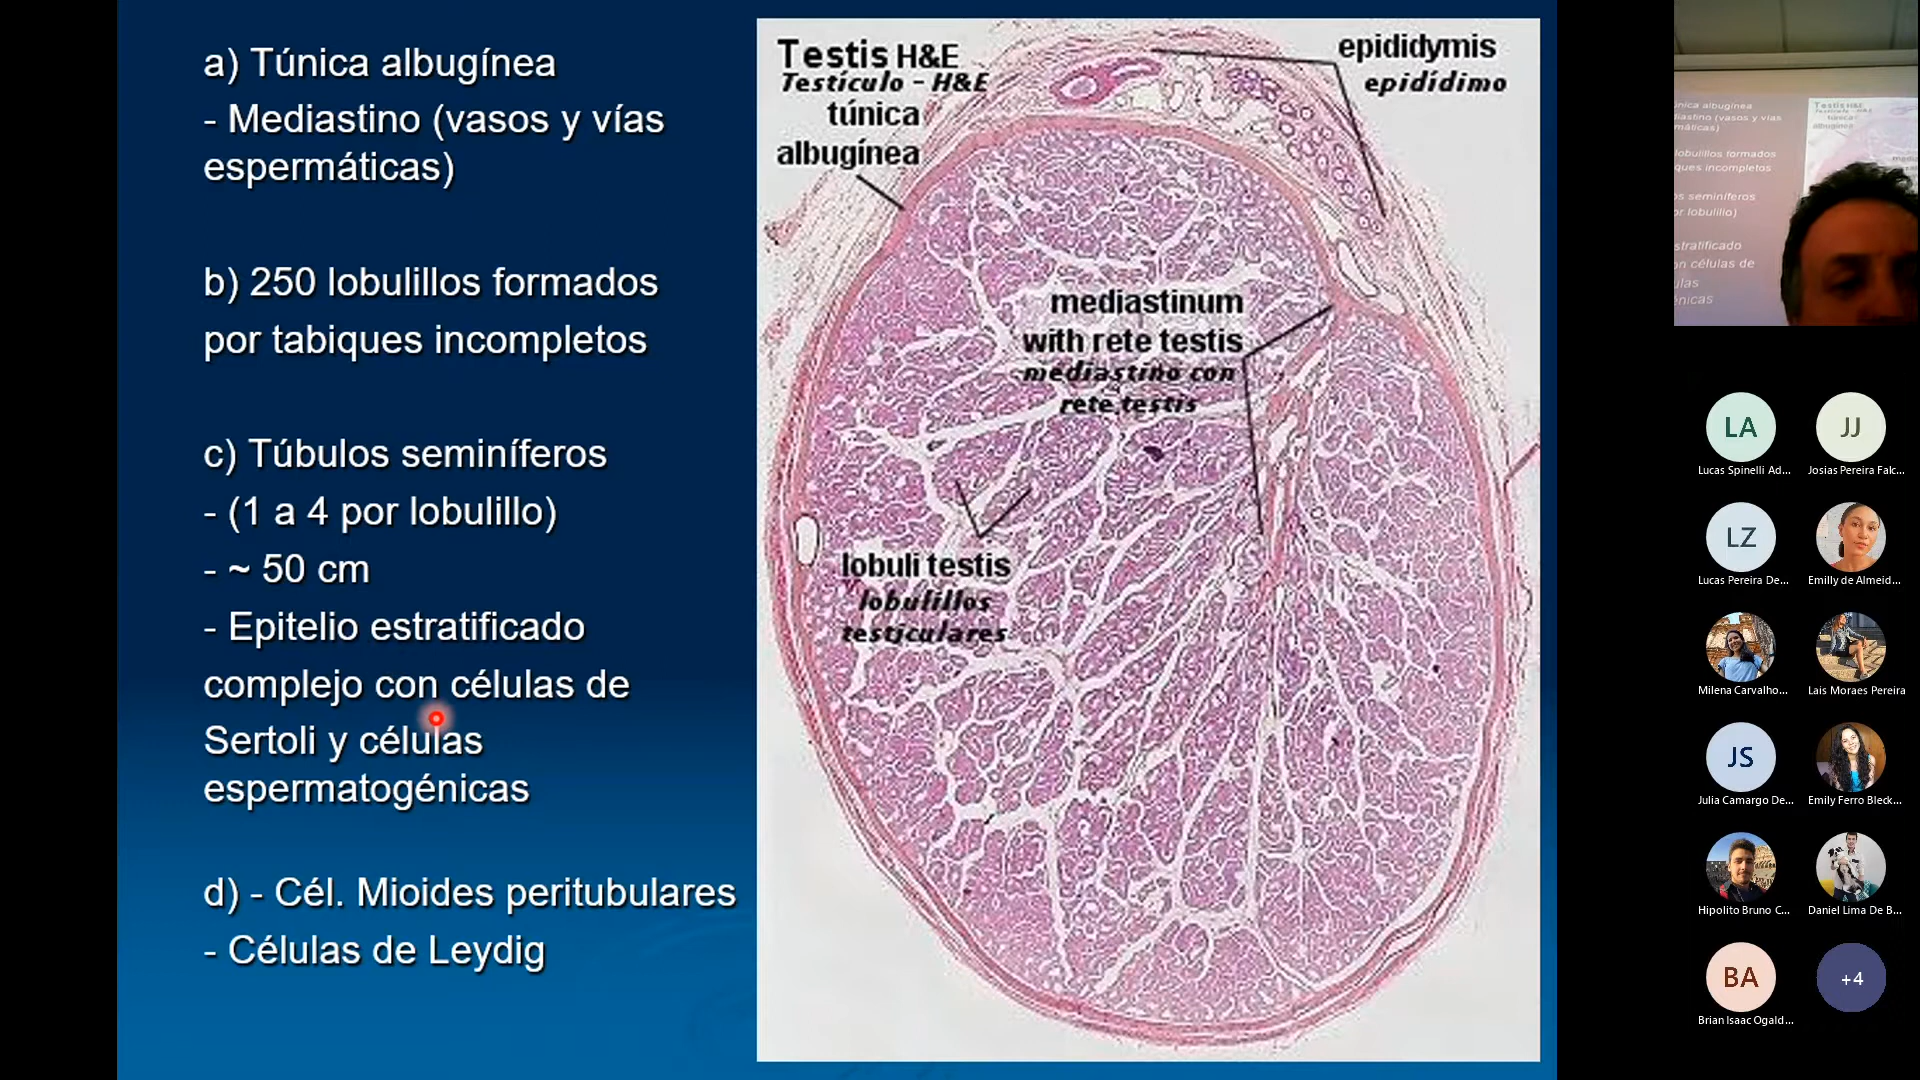 a) Túnica albugínea
- Mediastino (vasos y vías
espermáticas)
b) 250 lobulillos formados
por tabiques incompletos
c) Túbulos seminíferos
- (1 a 4 por lobulillo)
- ~ 50 cm
- Epitelio estratificado
complejo con células de
Sertoli y células
espermatogénicas
d) - Cél. Mioides peritubulares
- Células de Leydig
Testis H&E
Testículo - H&E
túnica
albugínea
epididymis
epidídimo
mediastinum
with rete testis
mediastino con
rete testis
lobuli testis
lobulillos
testiculares
LA
Lucas Spinelli Ad...
JJ
Josias Pereira Falc...
LZ
Lucas Pereira De...
Emilly de Almeid...
Milena Carvalho...
Lais Moraes Pereira
JS
Julia Camargo De...
Emily Ferro Bleck...
Hipolito Bruno C...
Daniel Lima De B...
BA
Brian Isaac Ogald...
+4